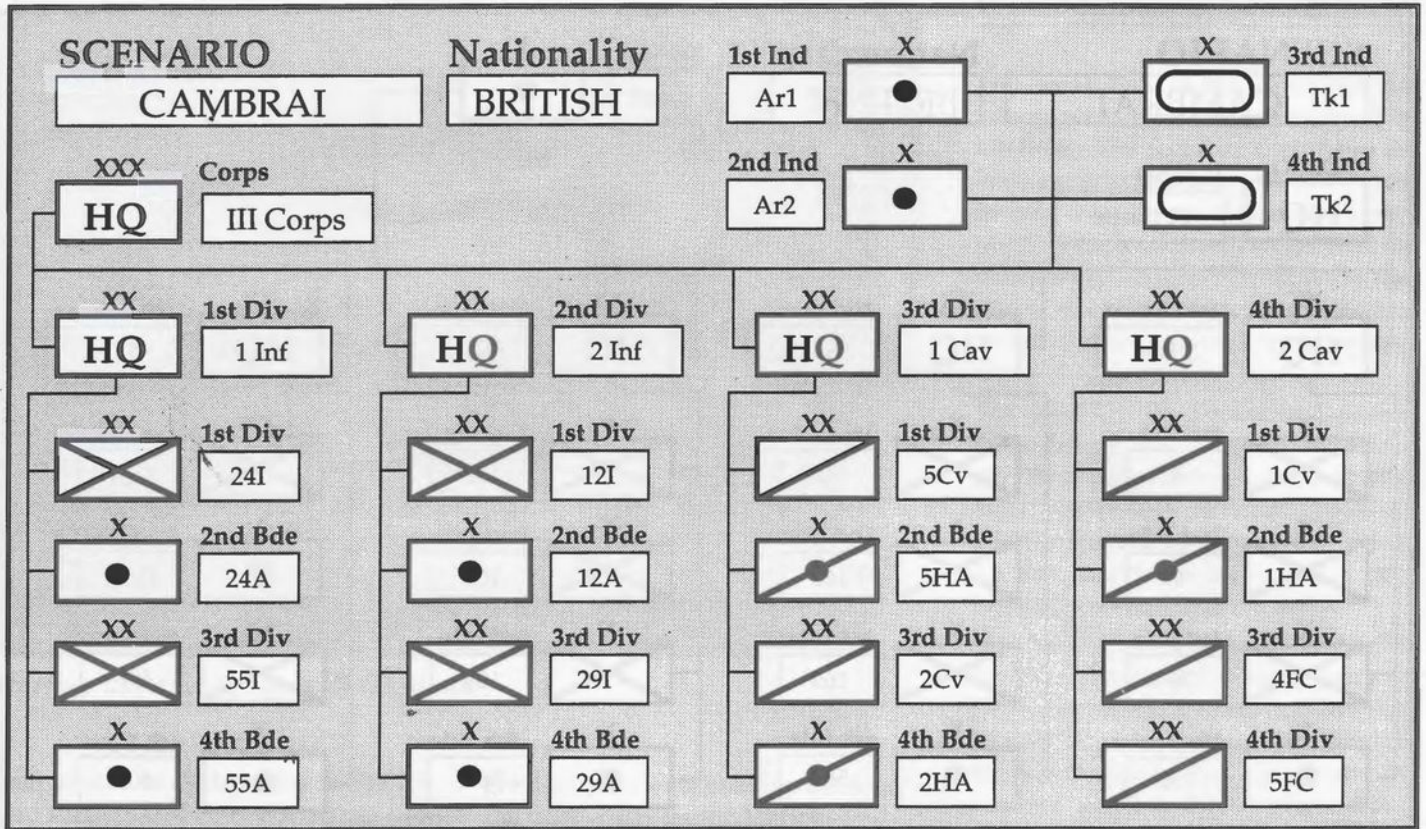 SCENARIO Nationality
CAMBRAI BRITISH
1st Ind X X 3rd Ind
Ar1 Tk1
2nd Ind X X 4th Ind
Ar2 Tk2
XXX Corps
HQ III Corps
XX 1st Div XX 2nd Div XX 3rd Div XX 4th Div
HQ 1 Inf HQ 2 Inf HQ 1 Cav HQ 2 Cav
XX 1st Div XX 1st Div XX 1st Div XX 1st Div
24I 12I 5Cv 1Cv
X 2nd Bde X 2nd Bde X 2nd Bde X 2nd Bde
24A 12A 5HA 1HA
XX 3rd Div XX 3rd Div XX 3rd Div XX 3rd Div
55I 29I 2Cv 4FC
X 4th Bde X 4th Bde X 4th Bde XX 4th Div
55A 29A 2HA 5FC